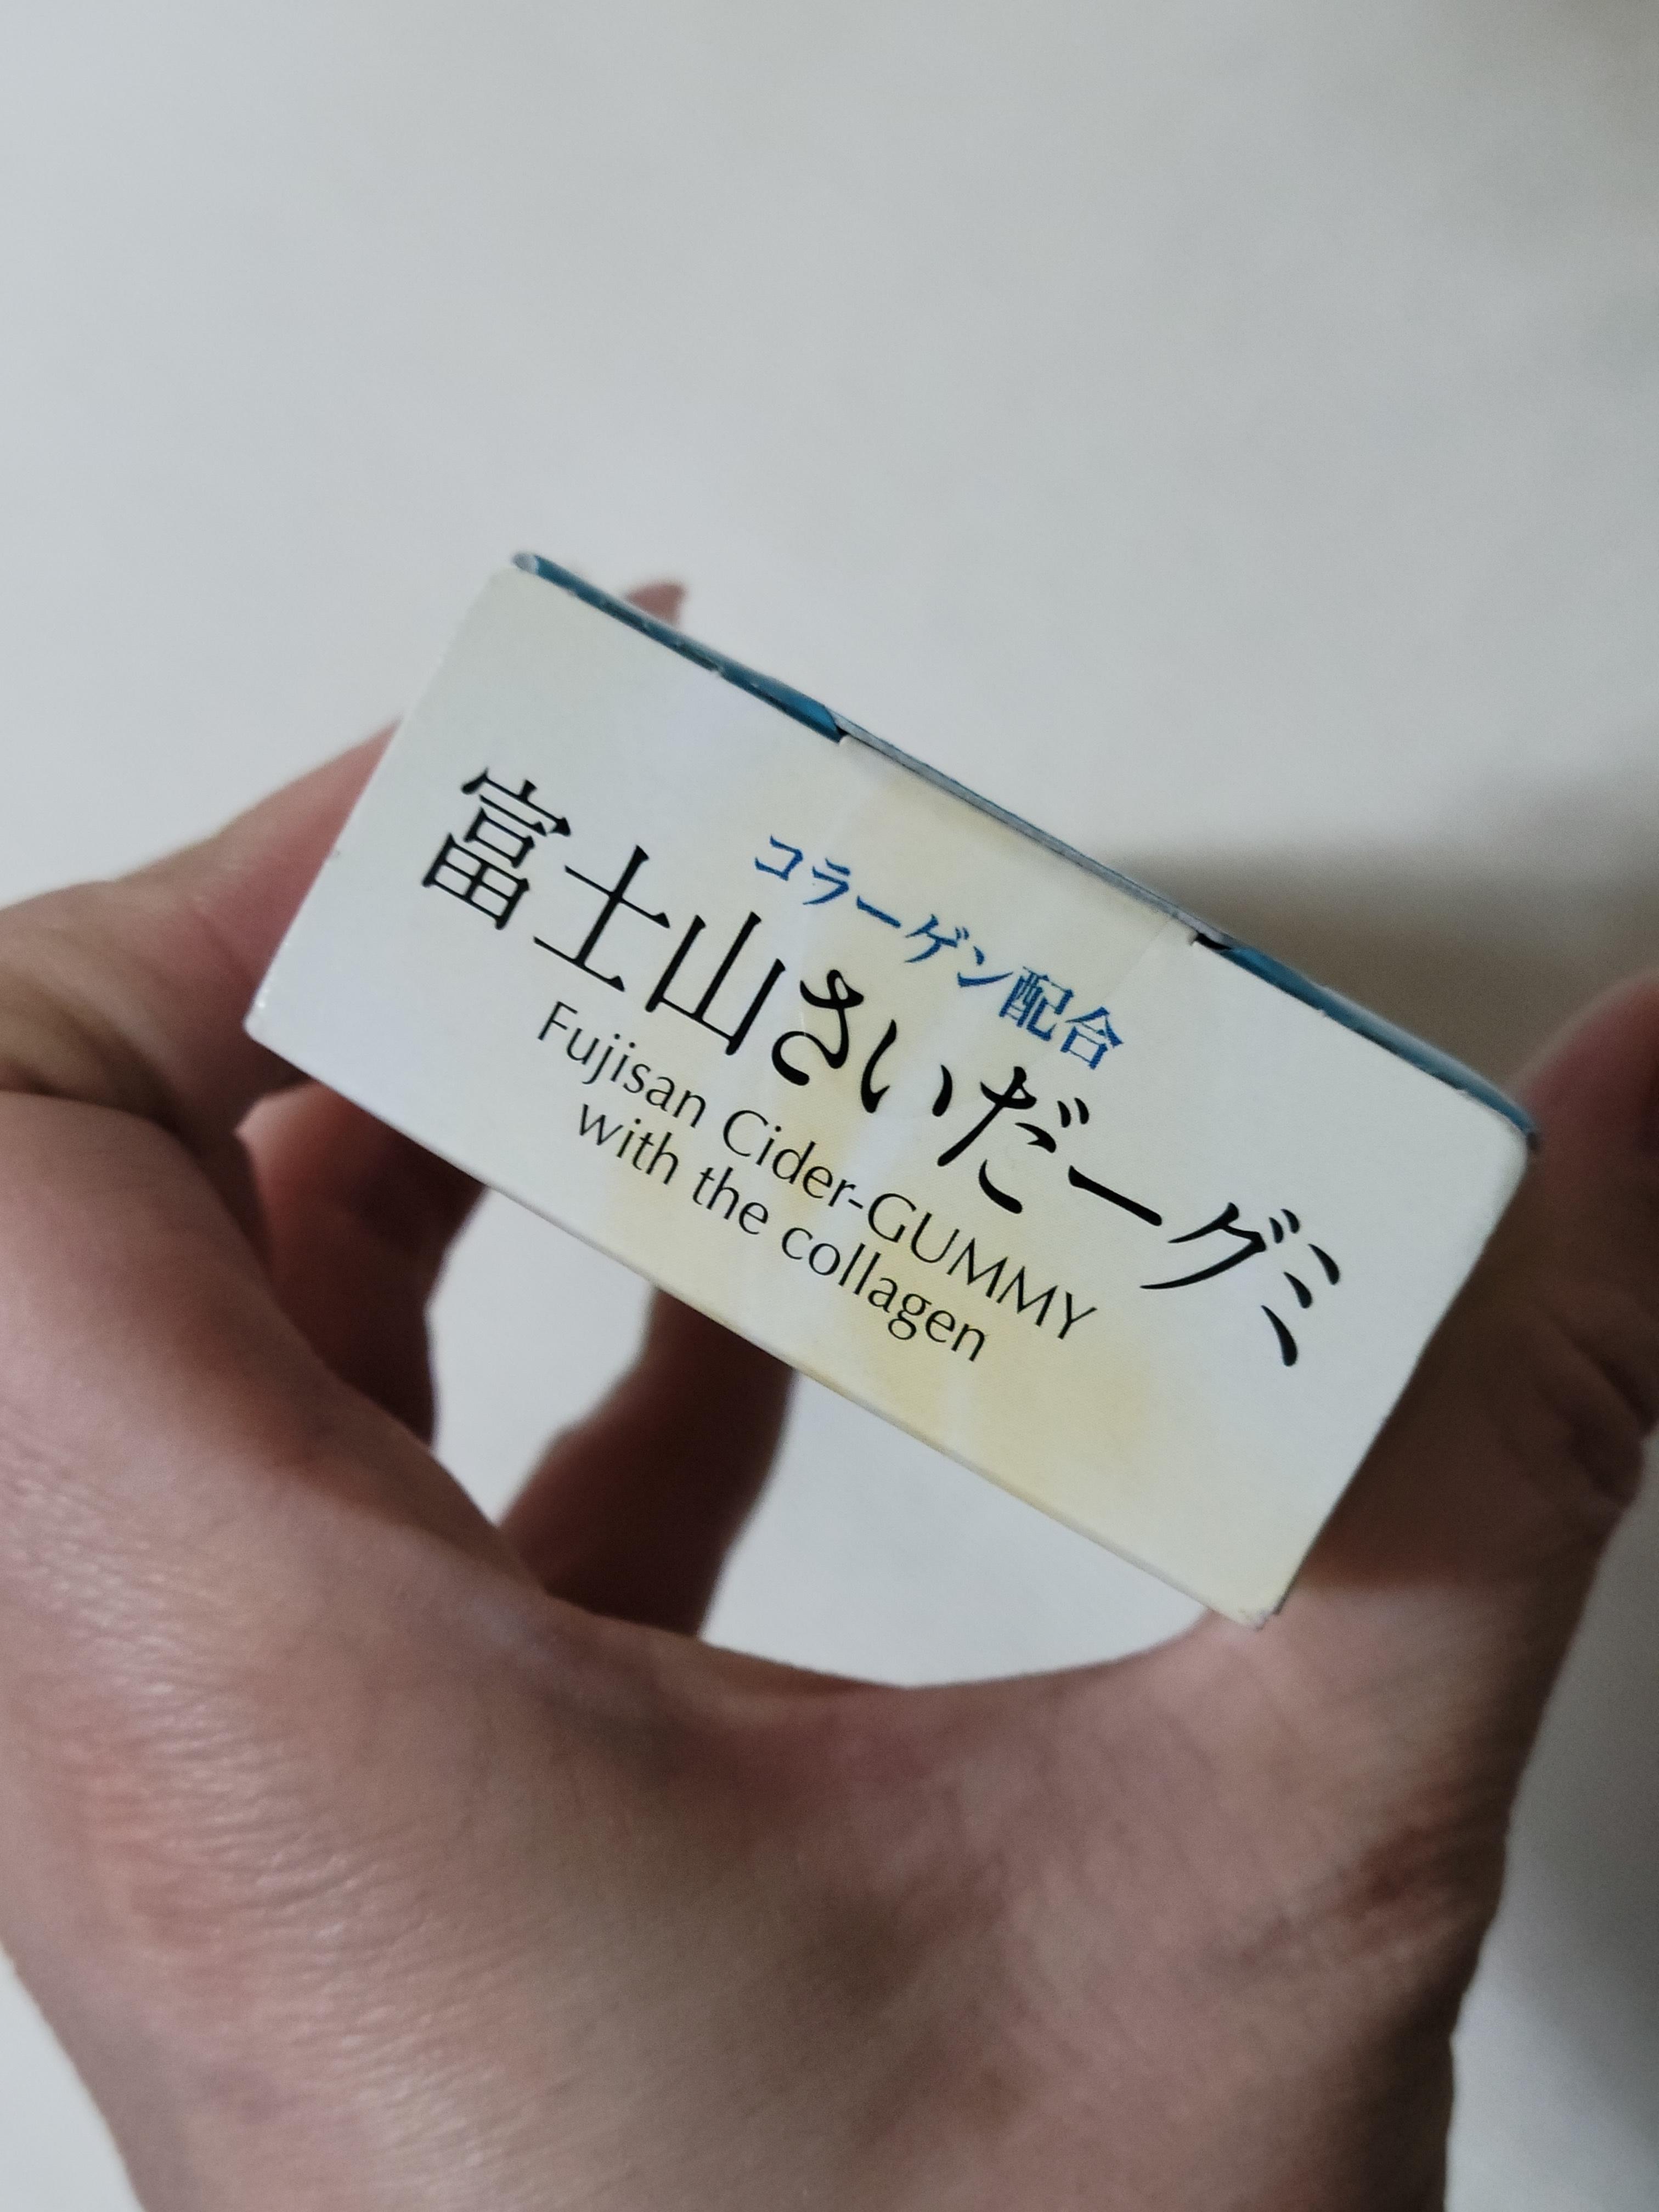 コラーゲン配合
富士山さいだーグミ
Fujisan Cider-GUMMY
with the collagen